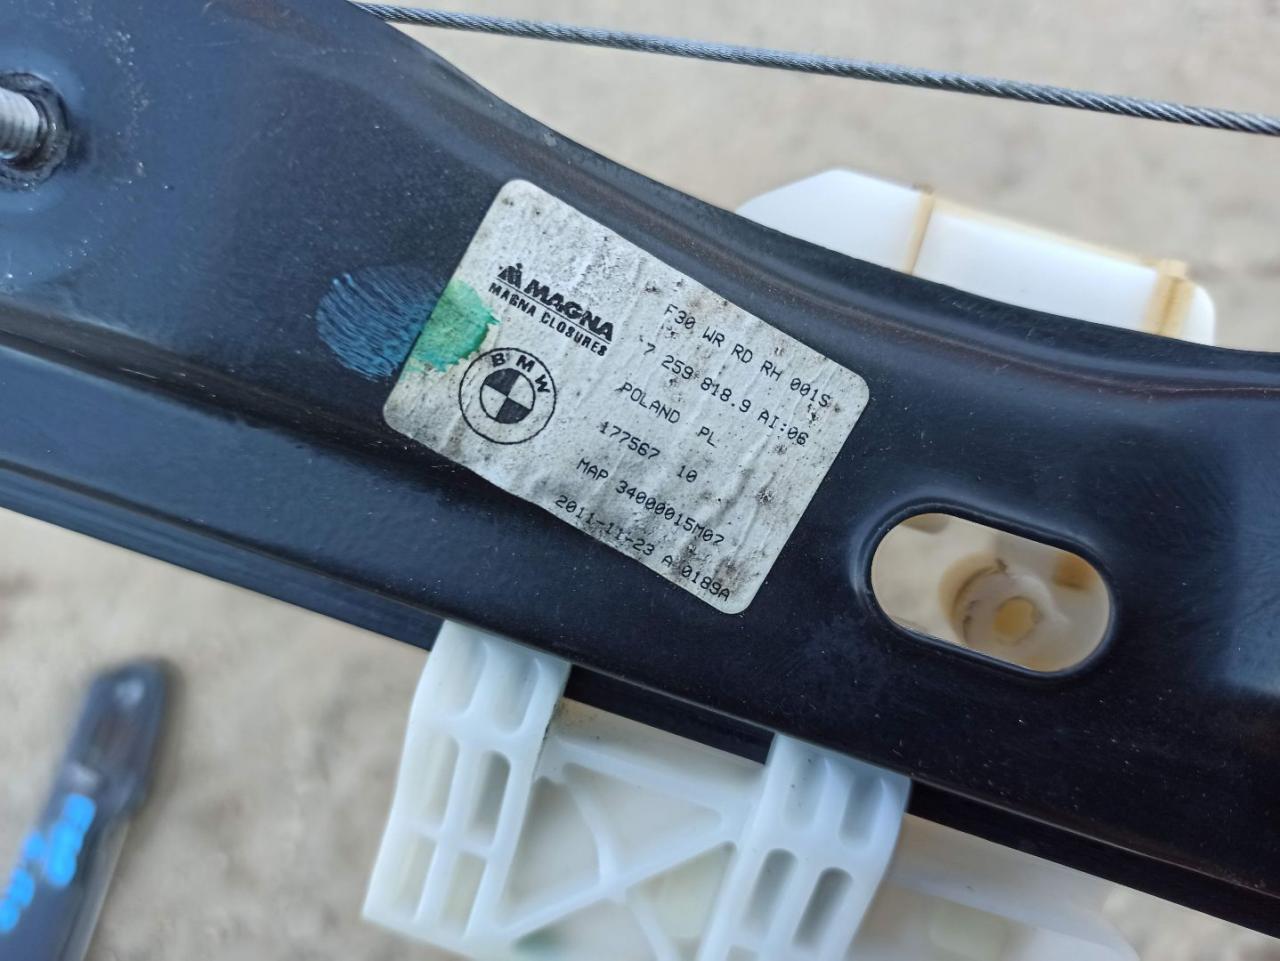 MAGNA
MAGNA CLOSURES
BMW
F30 WR RD RH 001S
7 259 818.9 AI:06
POLAND PL
177567 10
MAP 34000015M07
2011-11-23 A 0189A